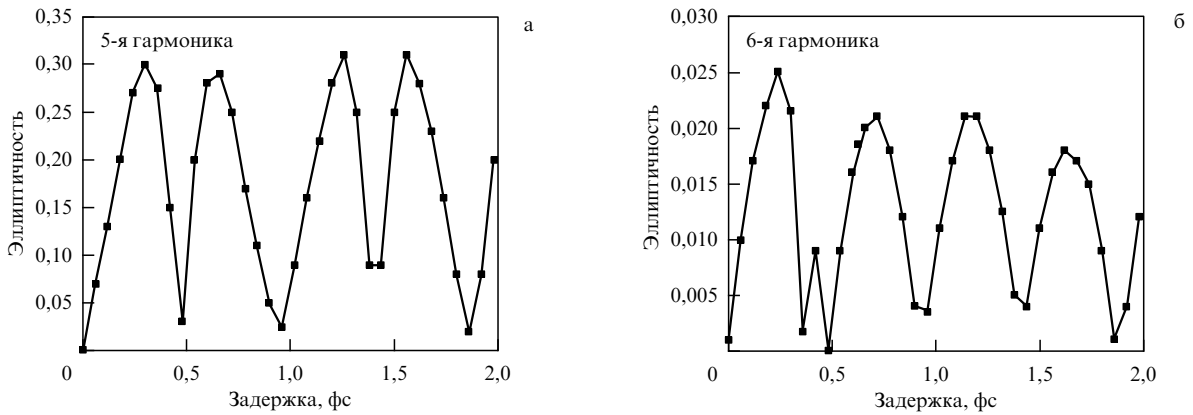 0,35
а
5-я гармоника
0,30
0,25
0,20
0,15
0,10
0,05
Эллиптичность
0
0,5
1,0
1,5
2,0
Задержка, фс
0,030
б
6-я гармоника
0,025
0,020
0,015
0,010
0,005
Эллиптичность
0
0,5
1,0
1,5
2,0
Задержка, фс